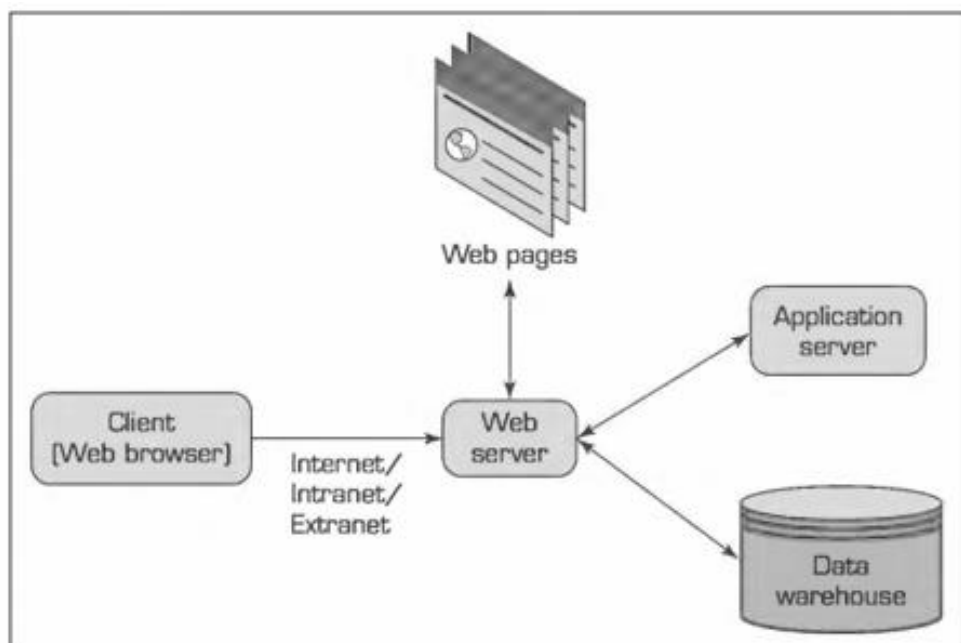 Web pages
Application
server
Client
(Web browser)
Web
server
Internet/
Intranet/
Extranet
Data
warehouse